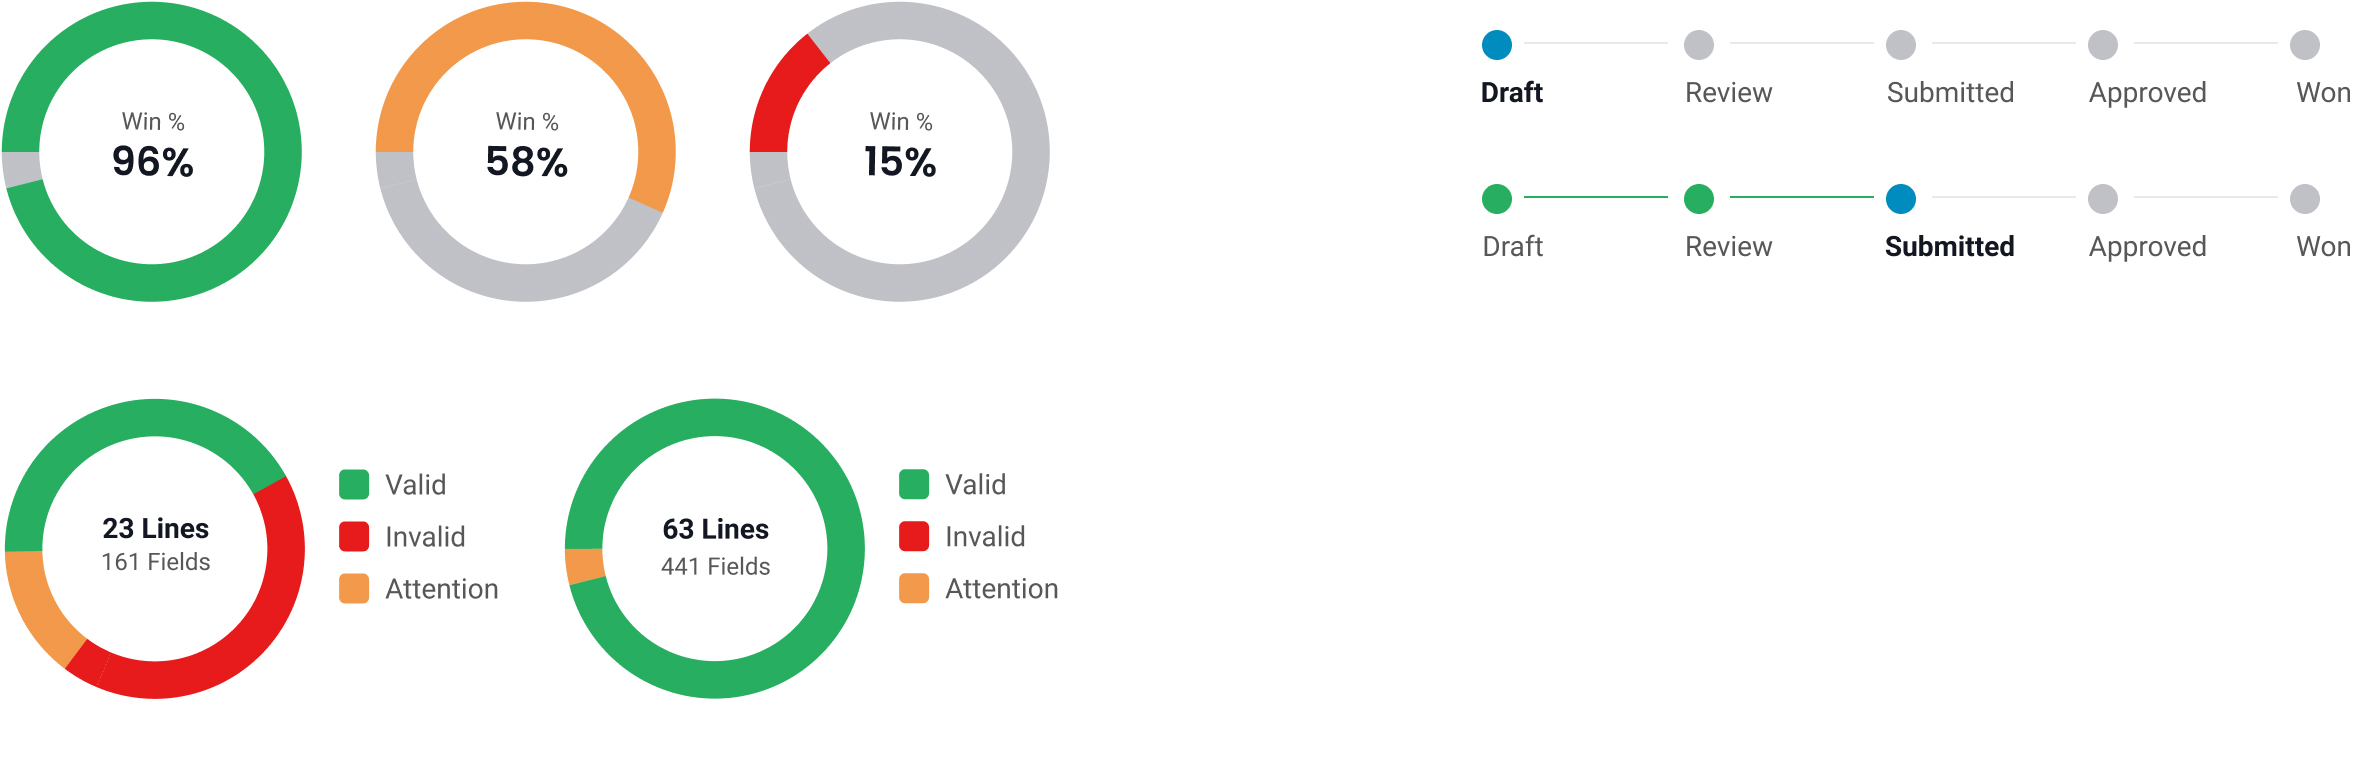 Win %
96%
Win %
58%
Win %
15%
Draft
Review
Submitted
Approved
Won
Draft
Review
Submitted
Approved
Won
23 Lines
161 Fields
Valid
Invalid
Attention
63 Lines
441 Fields
Valid
Invalid
Attention